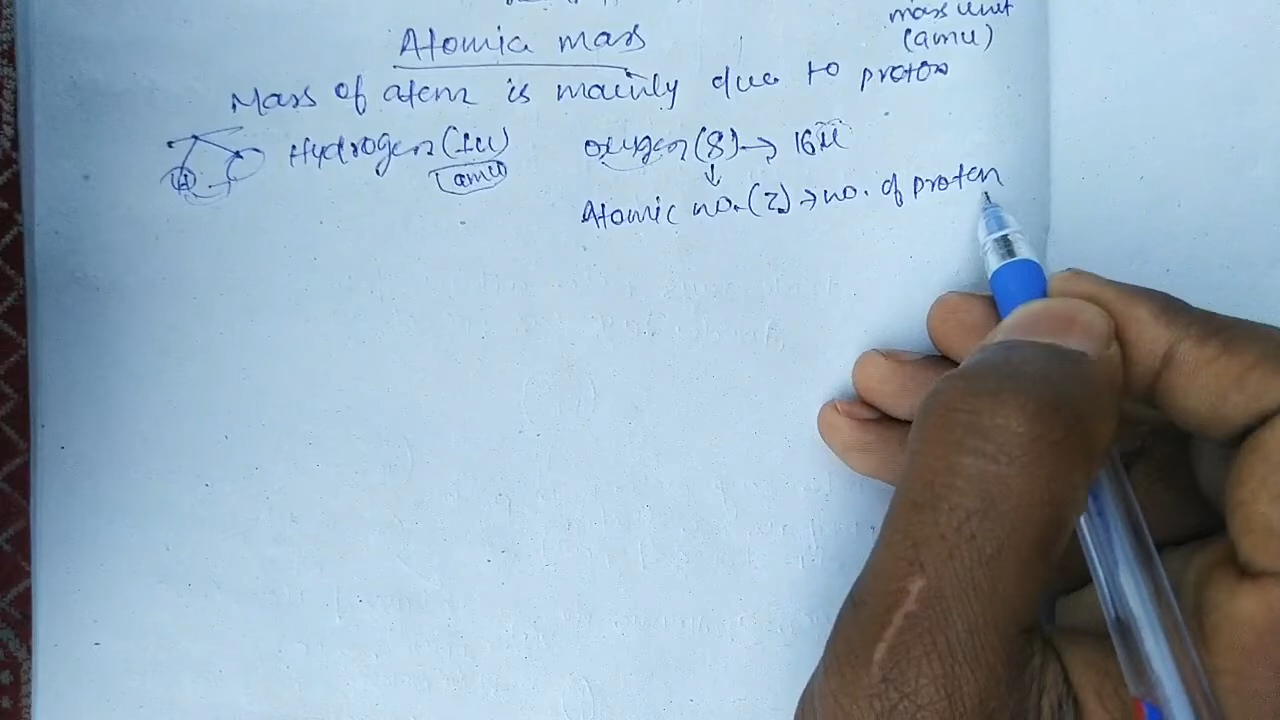 mass unit
(amu)
Atomic mass
Mass of atom is mainly due to proton
Hydrogen (1u) oxygen (8) → 16u
(amu)
↓
Atomic no. (Z) → no. of proton